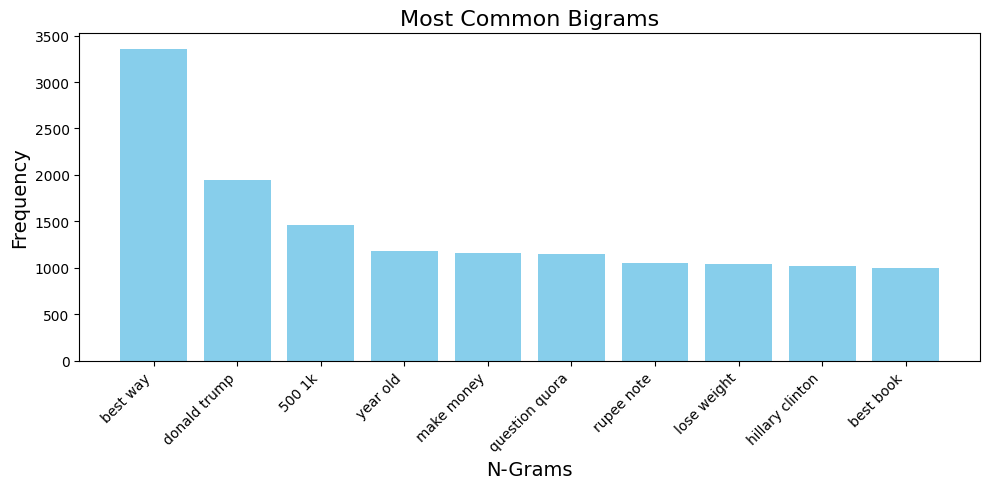 Most Common Bigrams
Frequency
3500
3000
2500
2000
1500
1000
500
0
best way
donald trump
500 1k
year old
make money
question quora
rupee note
lose weight
hillary clinton
best book
N-Grams